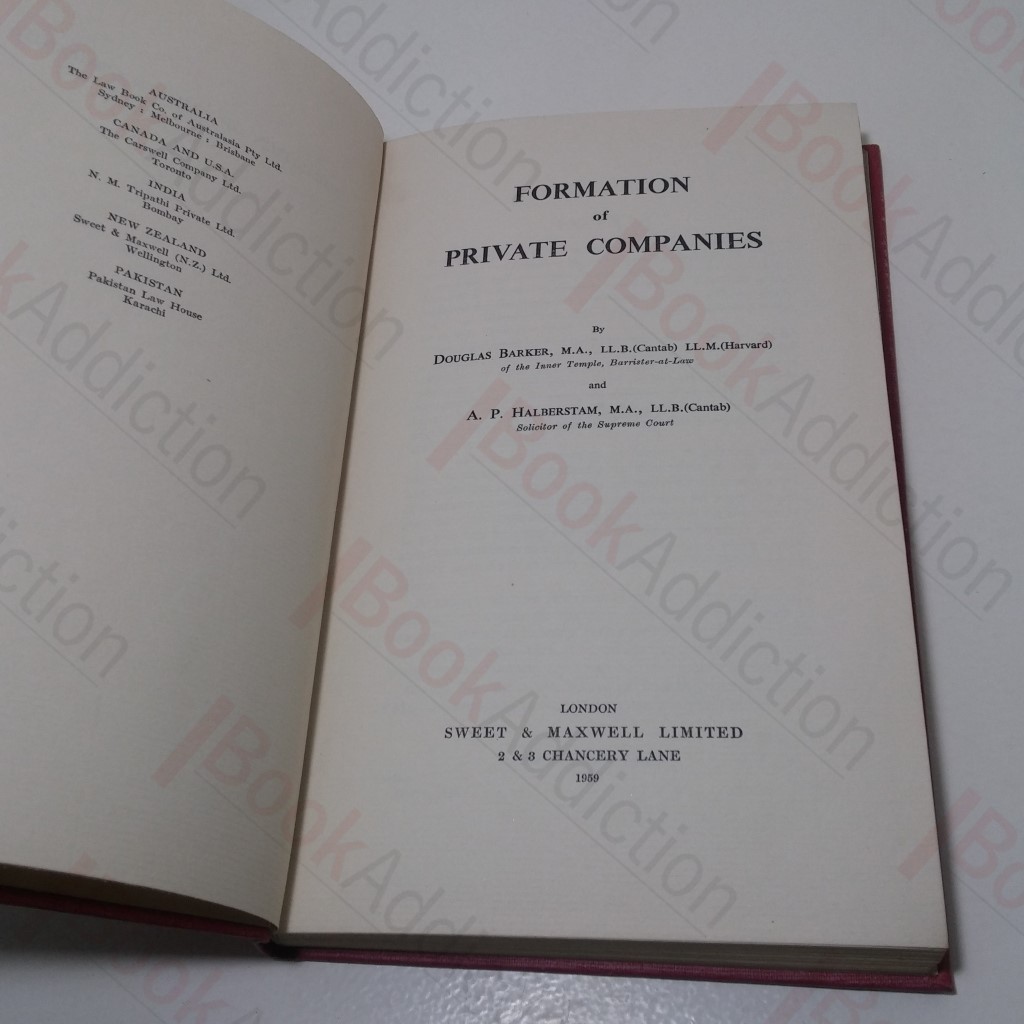 AUSTRALIA
The Law Book Co. of Australasia Pty Ltd.
Sydney : Melbourne : Brisbane
CANADA AND U.S.A.
The Carswell Company Ltd.
Toronto
INDIA
N. M. Tripathi Private Ltd.
Bombay
NEW ZEALAND
Sweet & Maxwell (N.Z.) Ltd.
Wellington
PAKISTAN
Pakistan Law House
Karachi
FORMATION
of
PRIVATE COMPANIES
By
DOUGLAS BARKER, M.A., LL.B.(Cantab) LL.M.(Harvard)
of the Inner Temple, Barrister-at-Law
and
A. P. HALBERSTAM, M.A., LL.B.(Cantab)
Solicitor of the Supreme Court
LONDON
SWEET & MAXWELL LIMITED
2 & 3 CHANCERY LANE
1959
BookAddiction